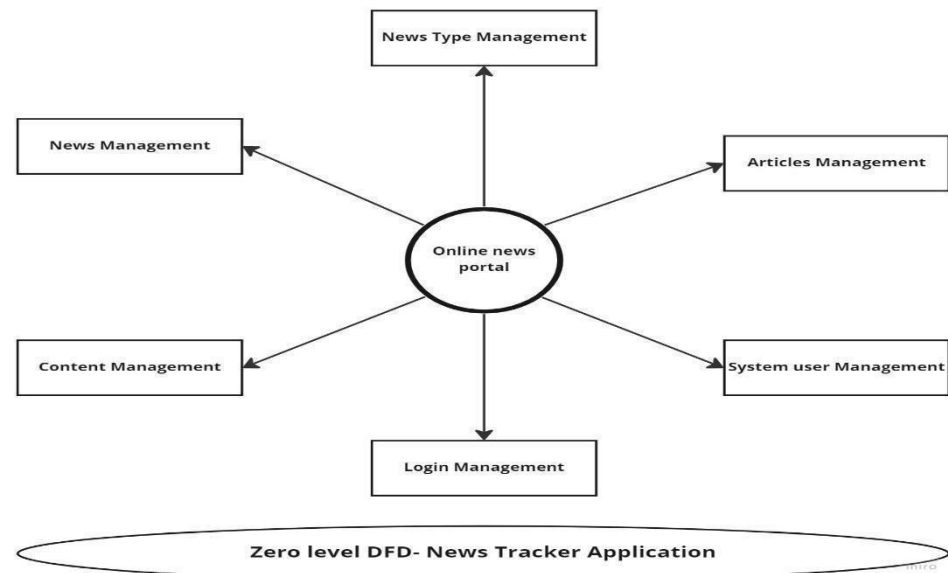 News Type Management
News Management
Articles Management
Online news
portal
Content Management
System user Management
Login Management
Zero level DFD- News Tracker Application
miro